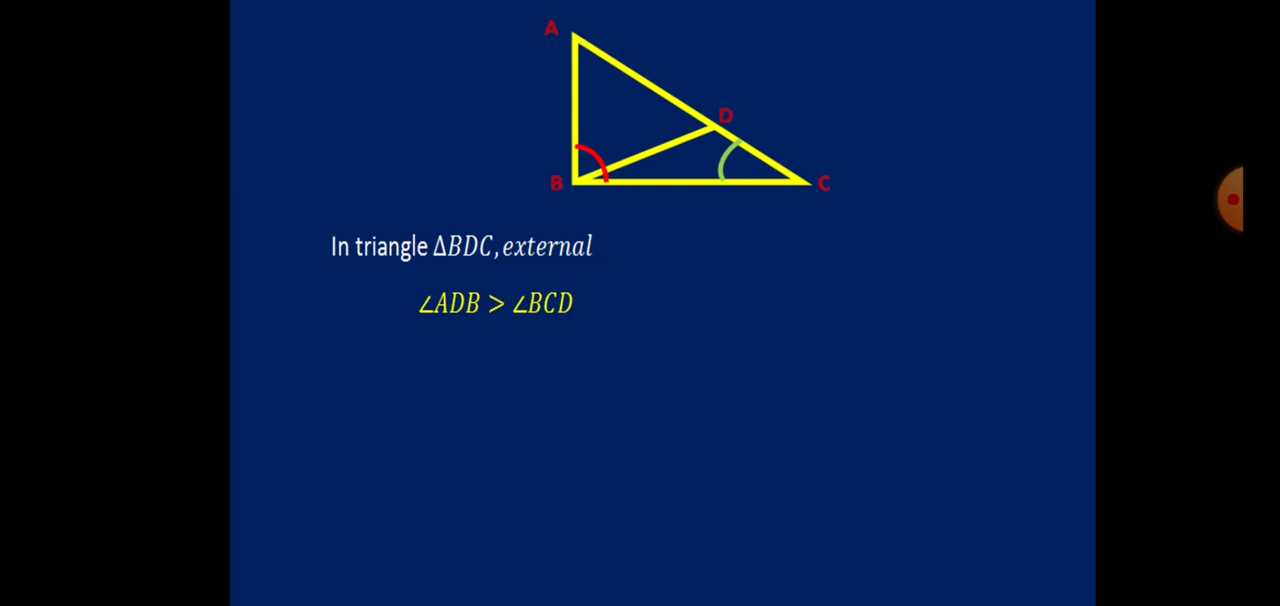 A
D
B
C
In triangle ΔBDC, external
∠ADB > ∠BCD